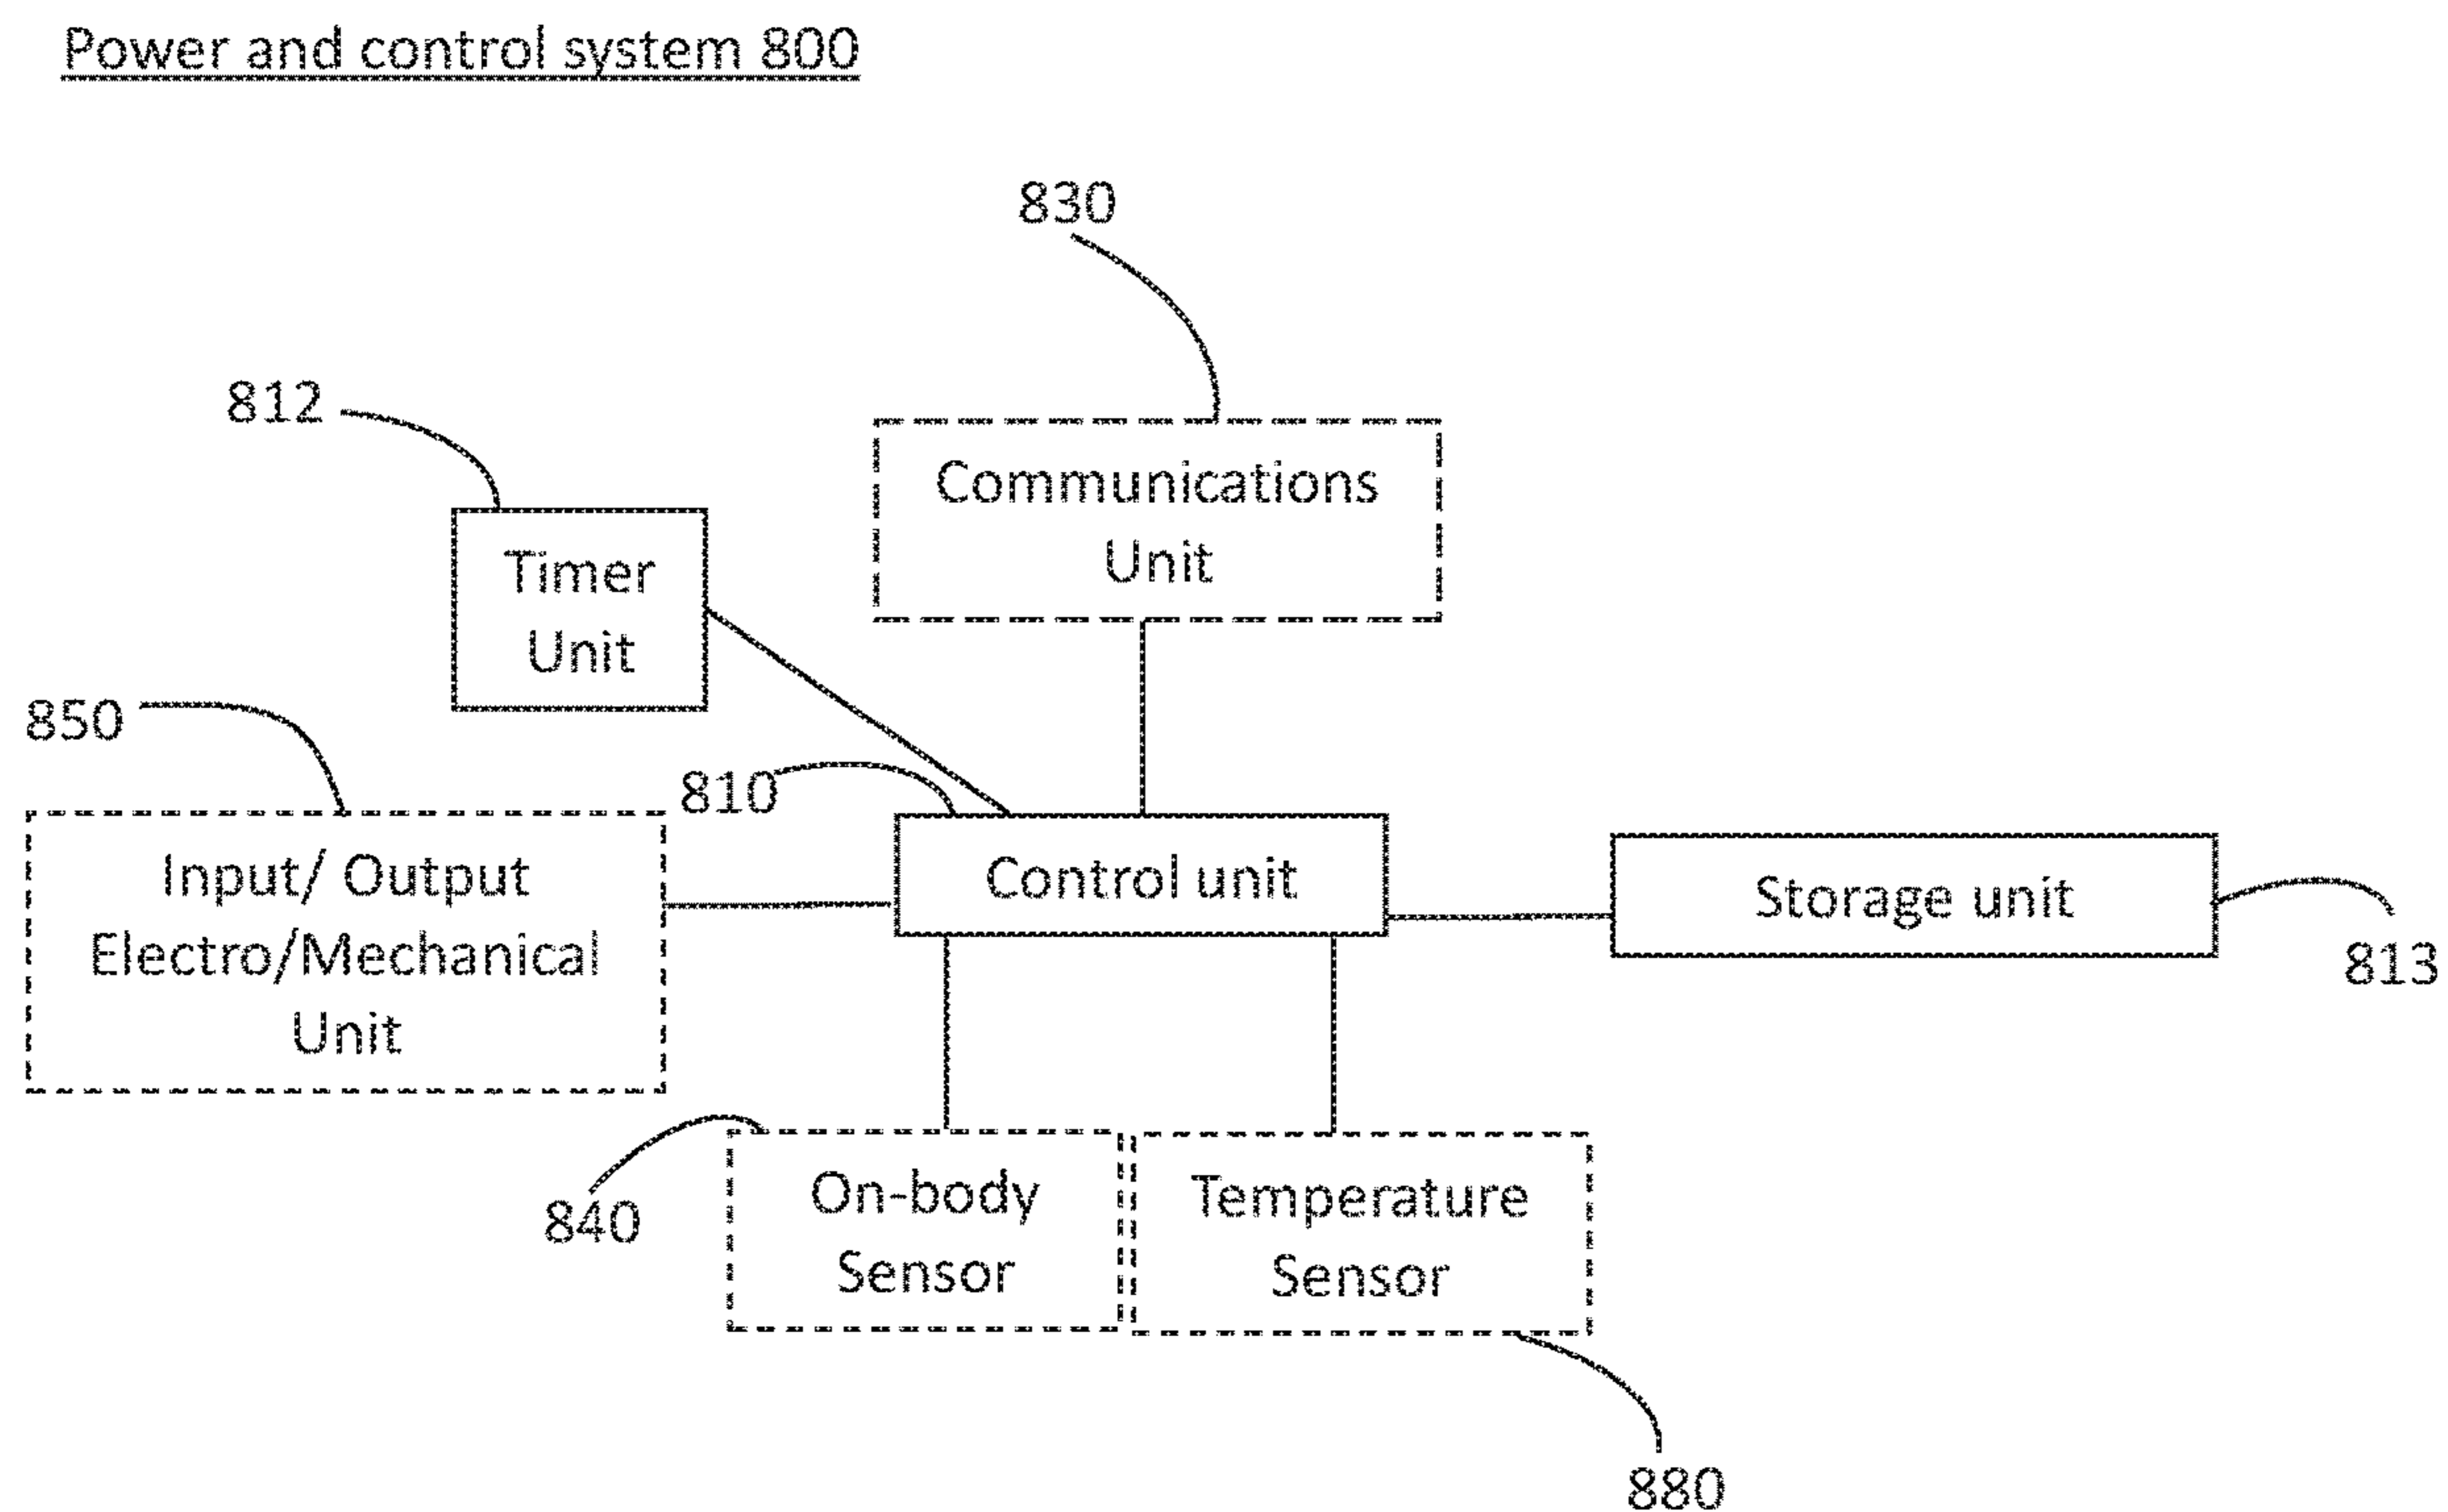 Power and control system 800
830
812
Communications
Unit
Timer
Unit
850
810
Input/ Output
Electro/Mechanical
Unit
Control unit
Storage unit
813
840
On-body
Sensor
Temperature
Sensor
880